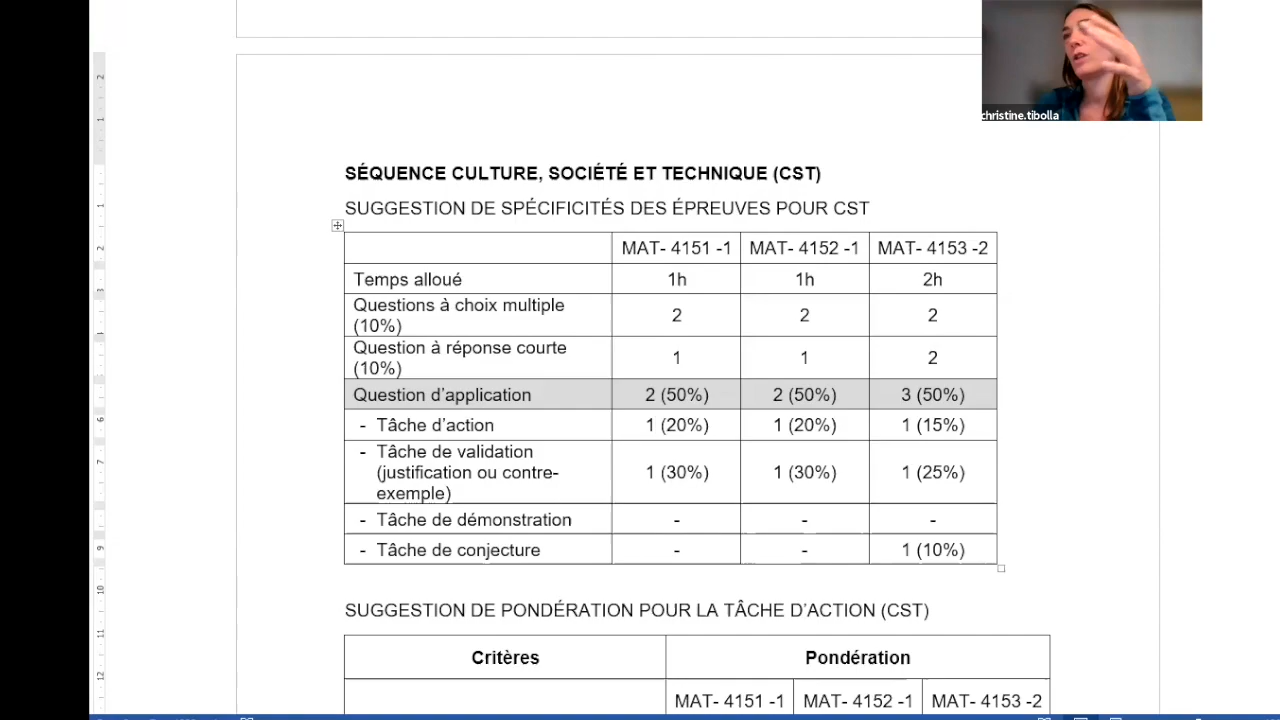 christine.tibolla
SÉQUENCE CULTURE, SOCIÉTÉ ET TECHNIQUE (CST)
SUGGESTION DE SPÉCIFICITÉS DES ÉPREUVES POUR CST
MAT- 4151 -1 MAT- 4152 -1 MAT- 4153 -2
Temps alloué 1h 1h 2h
Questions à choix multiple
(10%) 2 2 2
Question à réponse courte
(10%) 1 1 2
Question d'application 2 (50%) 2 (50%) 3 (50%)
- Tâche d'action 1 (20%) 1 (20%) 1 (15%)
- Tâche de validation
(justification ou contre-
exemple) 1 (30%) 1 (30%) 1 (25%)
- Tâche de démonstration - - -
- Tâche de conjecture - - 1 (10%)
SUGGESTION DE PONDÉRATION POUR LA TÂCHE D'ACTION (CST)
Critères Pondération
MAT- 4151 -1 MAT- 4152 -1 MAT- 4153 -2